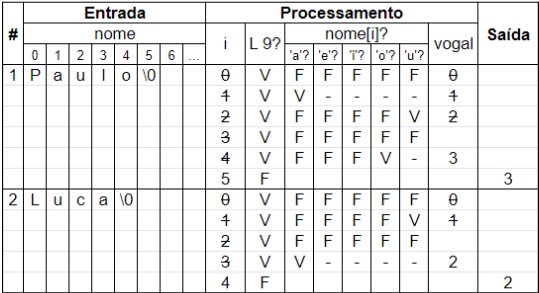 Entrada Processamento
# nome i L 9? nome[i]? vogal Saída
0 1 2 3 4 5 6 ... 'a'? 'e'? 'i'? 'o'? 'u'?
1 P a u l o \0 0 V F F F F F 0
1 V V - - - - 1
2 V F F F F V 2
3 V F F F F F
4 V F F F V - 3
5 F 3
2 L u c a \0 0 V F F F F F 0
1 V F F F F V 1
2 V F F F F F
3 V V - - - - 2
4 F 2